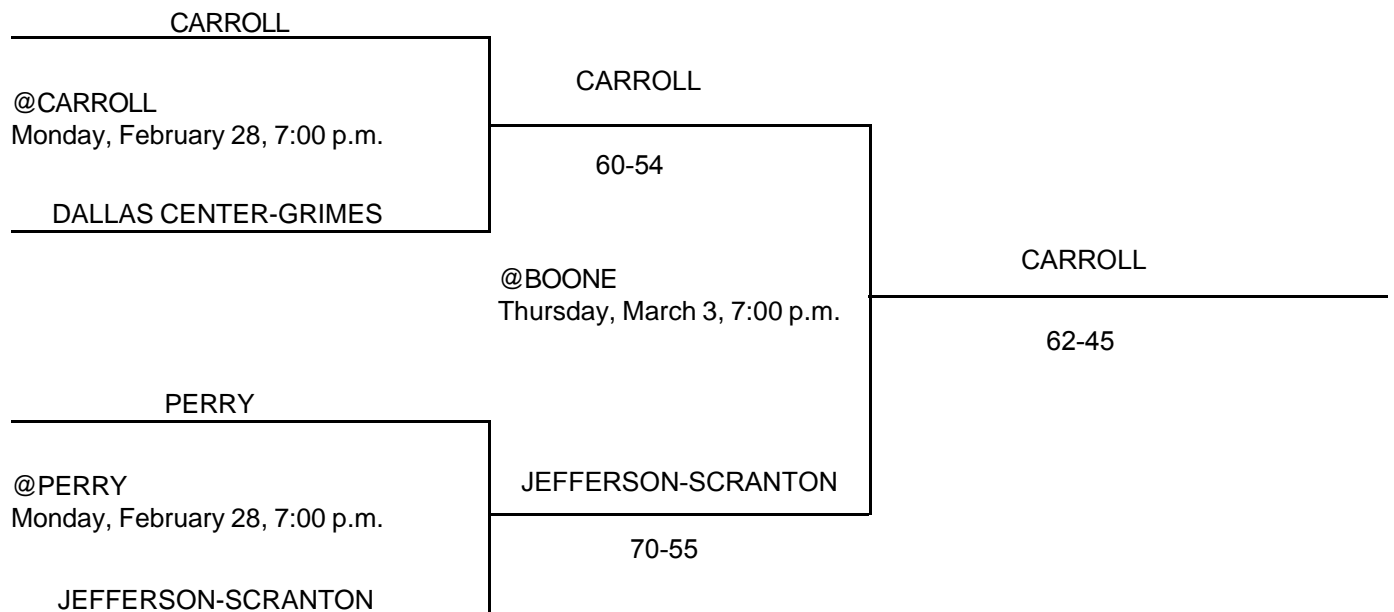 CARROLL
@CARROLL
Monday, February 28, 7:00 p.m.
DALLAS CENTER-GRIMES
CARROLL
60-54
@BOONE
Thursday, March 3, 7:00 p.m.
CARROLL
62-45
PERRY
@PERRY
Monday, February 28, 7:00 p.m.
JEFFERSON-SCRANTON
JEFFERSON-SCRANTON
70-55